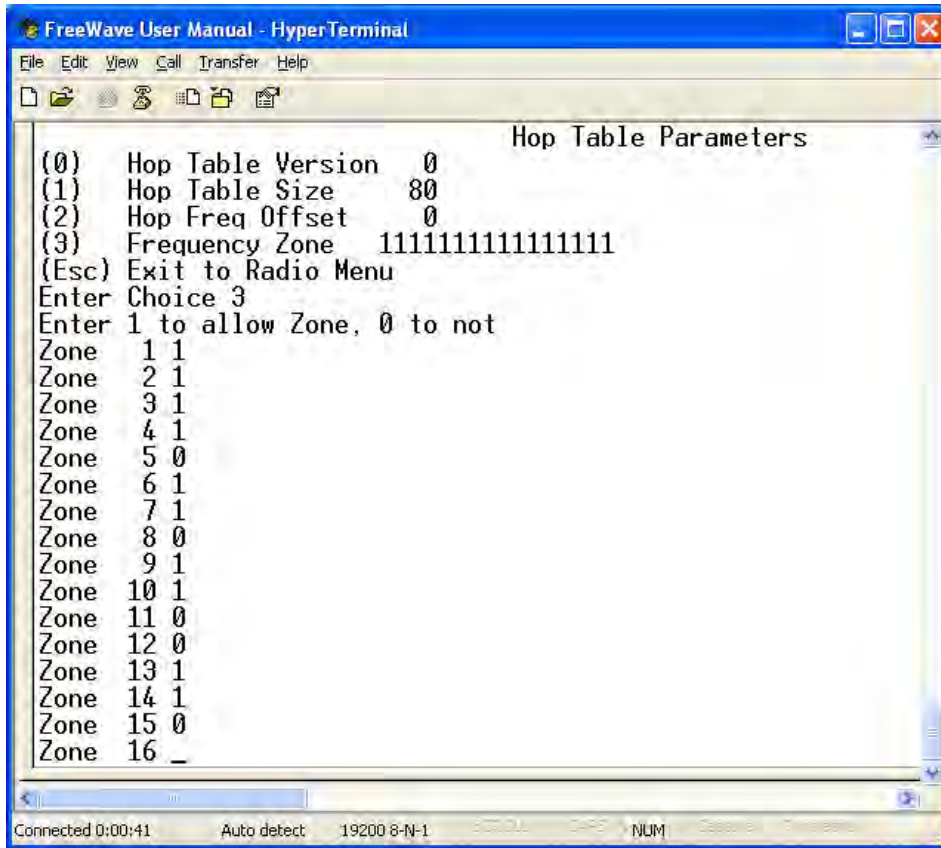 FreeWave User Manual - HyperTerminal
File Edit View Call Transfer Help
Hop Table Parameters
(0) Hop Table Version 0
(1) Hop Table Size 80
(2) Hop Freq Offset 0
(3) Frequency Zone 1111111111111111
(Esc) Exit to Radio Menu
Enter Choice 3
Enter 1 to allow Zone, 0 to not
Zone 1 1
Zone 2 1
Zone 3 1
Zone 4 1
Zone 5 0
Zone 6 1
Zone 7 1
Zone 8 0
Zone 9 1
Zone 10 1
Zone 11 0
Zone 12 0
Zone 13 1
Zone 14 1
Zone 15 0
Zone 16 _
Connected 0:00:41 Auto detect 19200 8-N-1 NUM